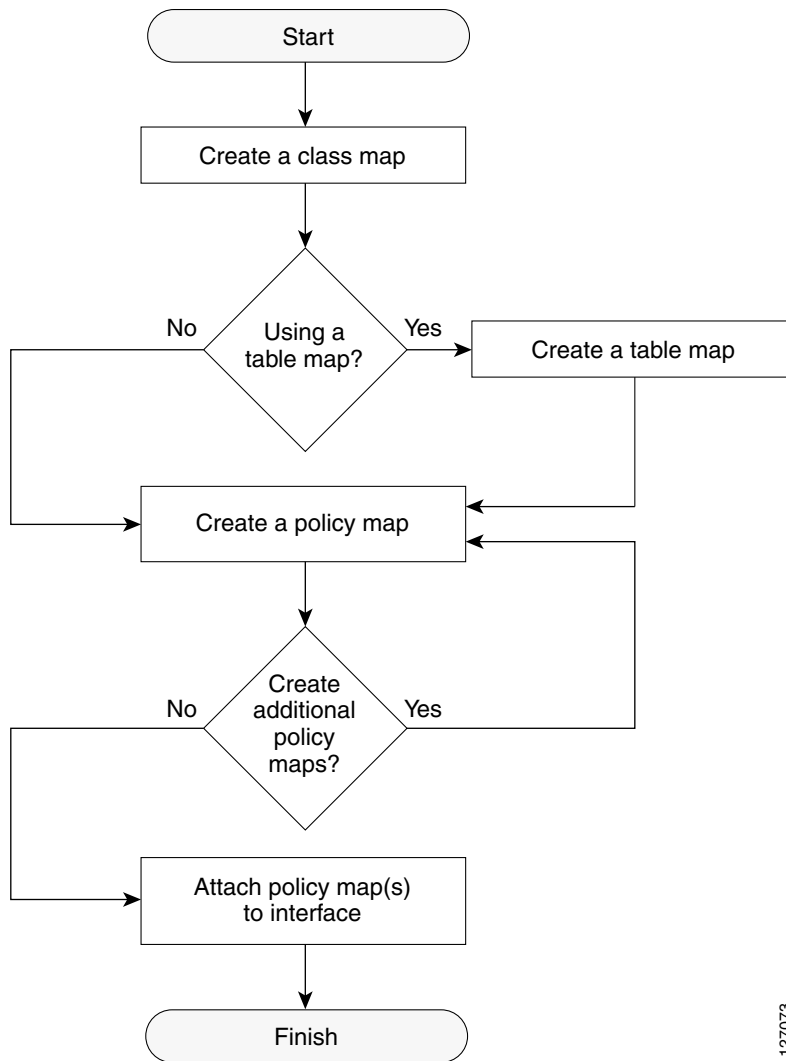 Start
Create a class map
No
Using a
table map?
Yes
Create a table map
Create a policy map
No
Create
additional
policy
maps?
Yes
Attach policy map(s)
to interface
Finish
127073